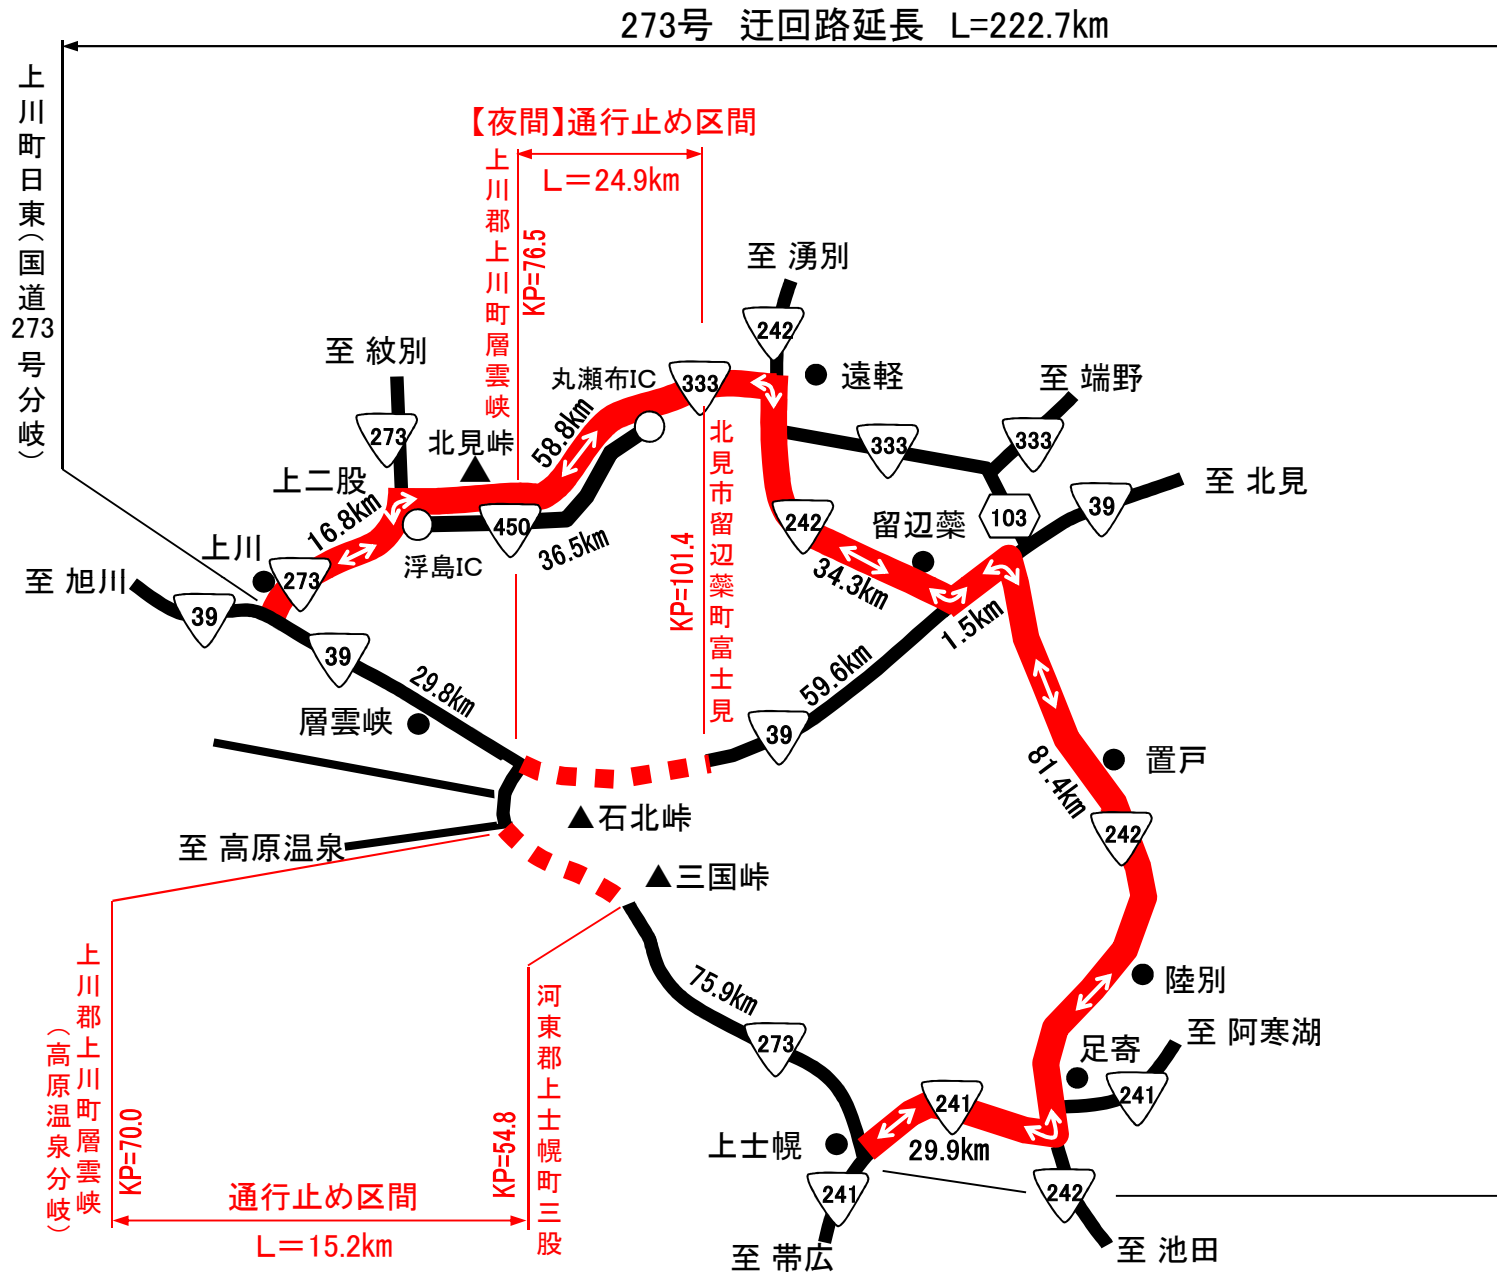 273号 迂回路延長 L=222.7km
上川町日東(国道273号分岐)
【夜間】通行止め区間
L=24.9km
上川郡上川町層雲峡
KP=76.5
至 湧別
242
至 紋別
丸瀬布IC
333
遠軽
至 端野
273
北見峠
58.8km
北見市留辺蘂町富士見
KP=101.4
333
333
上二股
至 北見
39
16.8km
450
36.5km
242
留辺蘂
103
上川
浮島IC
34.3km
至 旭川
273
39
1.5km
39
29.8km
59.6km
層雲峡
39
置戸
81.4km
石北峠
242
至 高原温泉
三国峠
上川郡上川町層雲峡
(高原温泉分岐)
KP=70.0
河東郡上士幌町三股
KP=54.8
75.9km
陸別
273
足寄
至 阿寒湖
241
241
上士幌
29.9km
通行止め区間
L=15.2km
241
242
至 帯広
至 池田